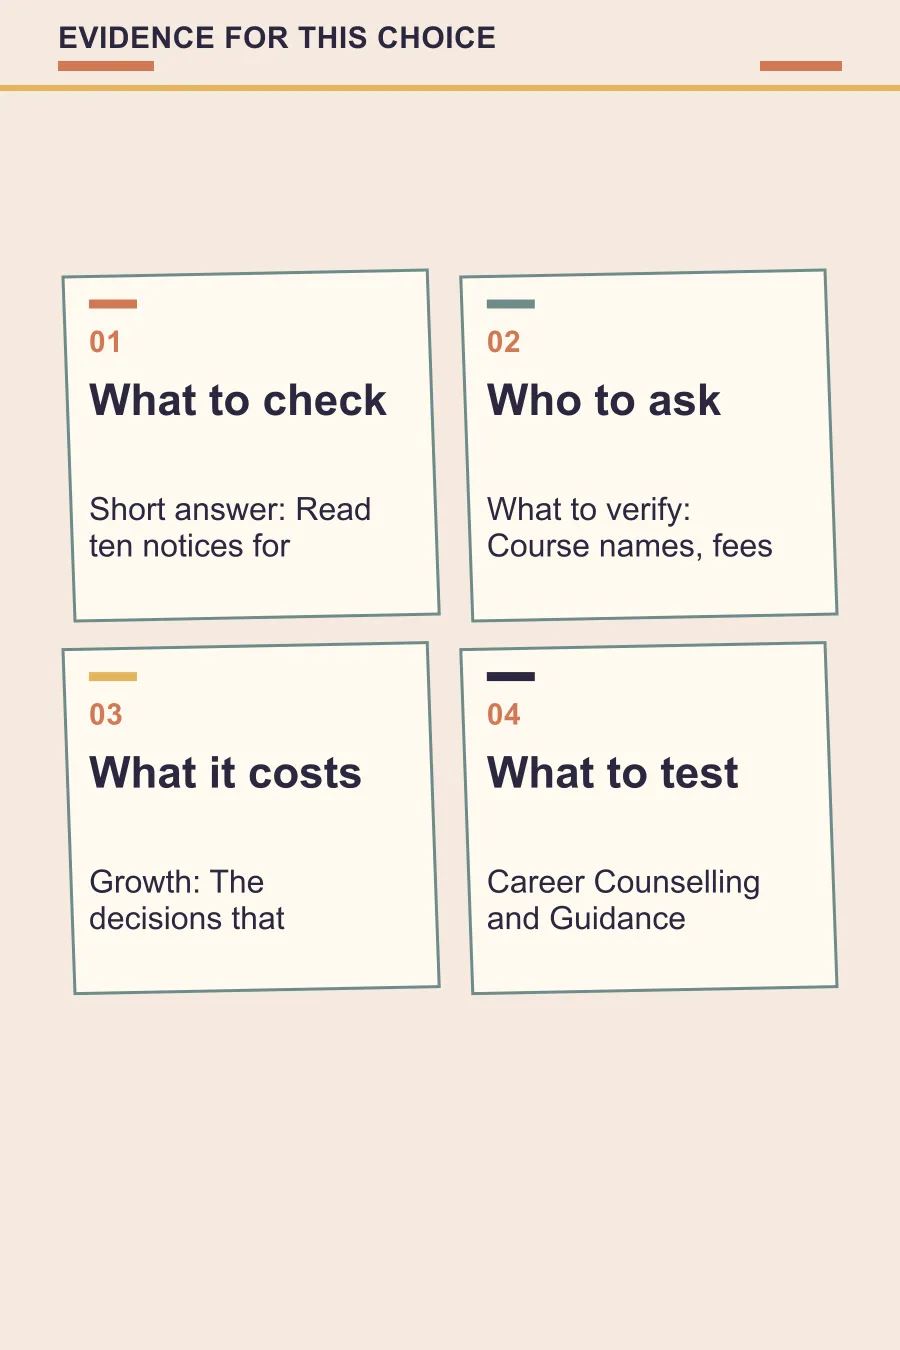 EVIDENCE FOR THIS CHOICE
01
What to check
Short answer: Read
ten notices for
02
Who to ask
What to verify:
Course names, fees
03
What it costs
Growth: The
decisions that
04
What to test
Career Counselling
and Guidance